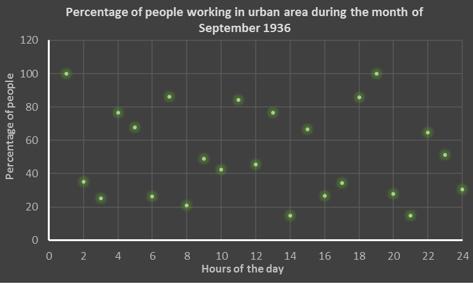 Percentage of people working in urban area during the month of
September 1936
120
100
80
60
40
20
0
Percentage of people
0 2 4 6 8 10 12 14 16 18 20 22 24
Hours of the day